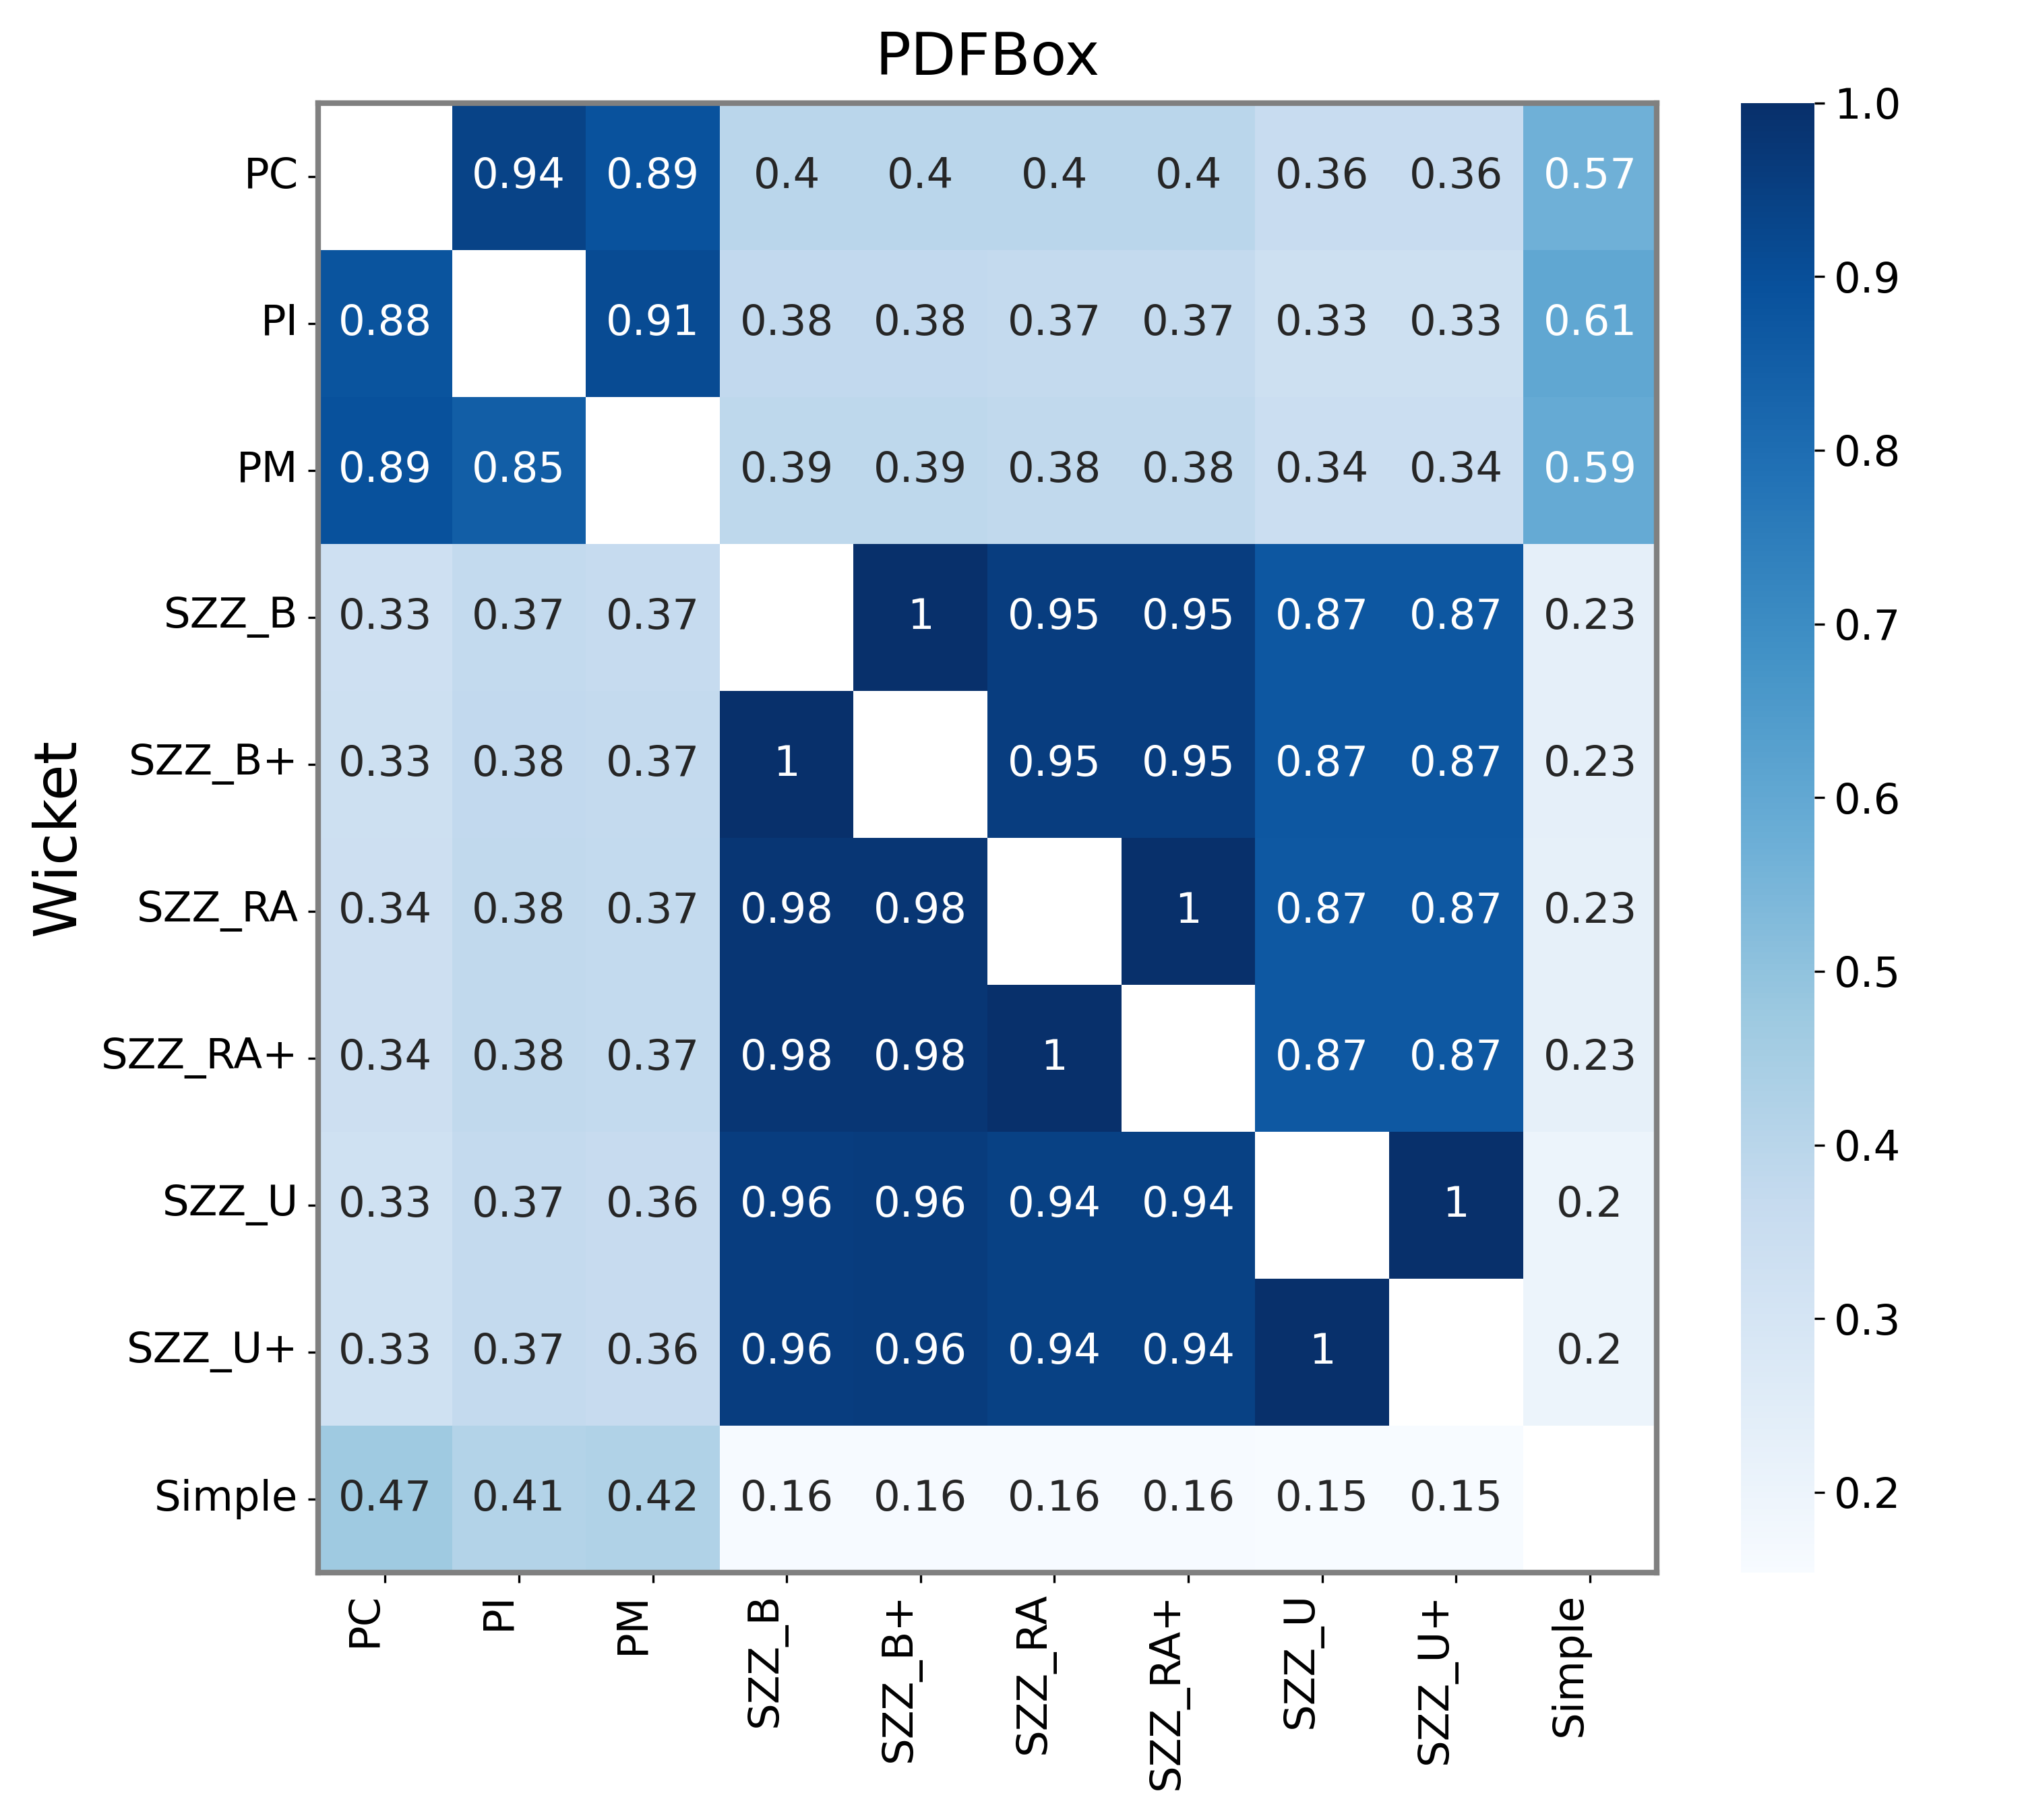 PDFBox
PC 0.94 0.89 0.4 0.4 0.4 0.4 0.36 0.36 0.57
PI 0.88 0.91 0.38 0.38 0.37 0.37 0.33 0.33 0.61
PM 0.89 0.85 0.39 0.39 0.38 0.38 0.34 0.34 0.59
SZZ_B 0.33 0.37 0.37 1 0.95 0.95 0.87 0.87 0.23
SZZ_B+ 0.33 0.38 0.37 1 0.95 0.95 0.87 0.87 0.23
SZZ_RA 0.34 0.38 0.37 0.98 0.98 1 0.87 0.87 0.23
SZZ_RA+ 0.34 0.38 0.37 0.98 0.98 1 0.87 0.87 0.23
SZZ_U 0.33 0.37 0.36 0.96 0.96 0.94 0.94 1 0.2
SZZ_U+ 0.33 0.37 0.36 0.96 0.96 0.94 0.94 1 0.2
Simple 0.47 0.41 0.42 0.16 0.16 0.16 0.16 0.15 0.15
PC PI PM SZZ_B SZZ_B+ SZZ_RA SZZ_RA+ SZZ_U SZZ_U+ Simple
Wicket
1.0
0.9
0.8
0.7
0.6
0.5
0.4
0.3
0.2